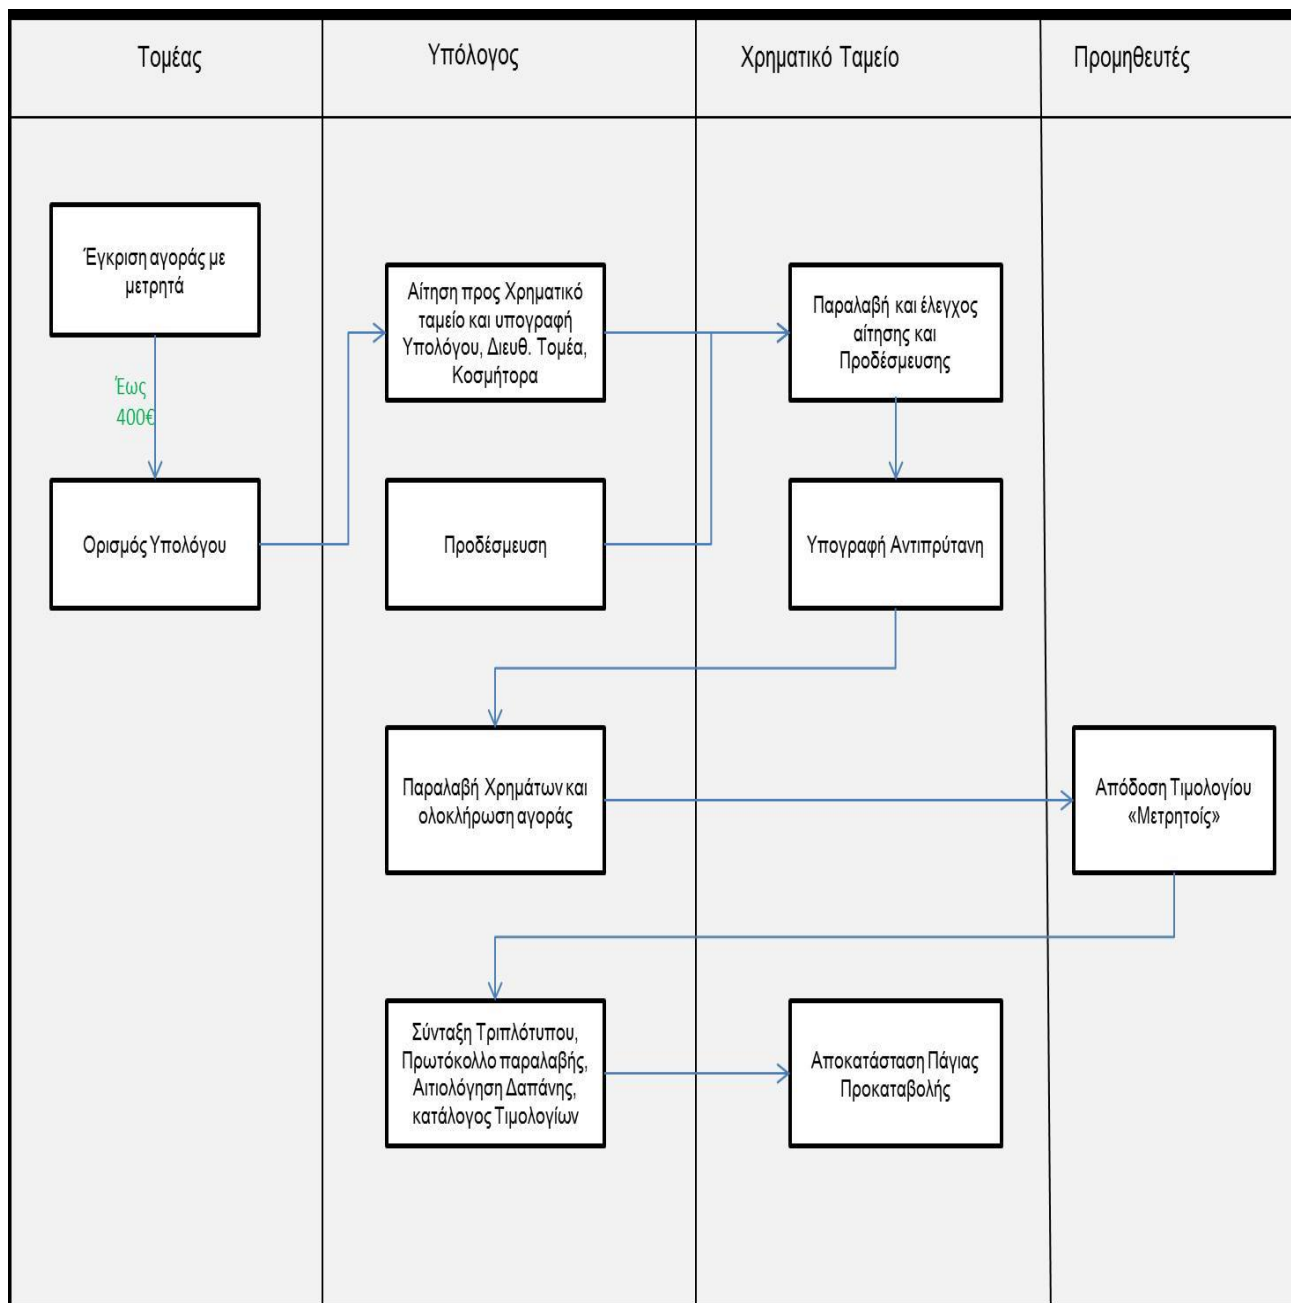 Τομέας
Υπόλογος
Χρηματικό Ταμείο
Προμηθευτές
Έγκριση αγοράς με
μετρητά
Αίτηση προς Χρηματικό
ταμείο και υπογραφή
Υπολόγου, Διευθ. Τομέα,
Κοσμήτορα
Παραλαβή και έλεγχος
αίτησης και
Προδέσμευσης
Έως
400€
Ορισμός Υπολόγου
Προδέσμευση
Υπογραφή Αντιπρύτανη
Παραλαβή Χρημάτων και
ολοκλήρωση αγοράς
Απόδοση Τιμολογίου
«Μετρητοίς»
Σύνταξη Τριπλότυπου,
Πρωτόκολλο παραλαβής,
Αιτιολόγηση Δαπάνης,
κατάλογος Τιμολογίων
Αποκατάσταση Πάγιας
Προκαταβολής